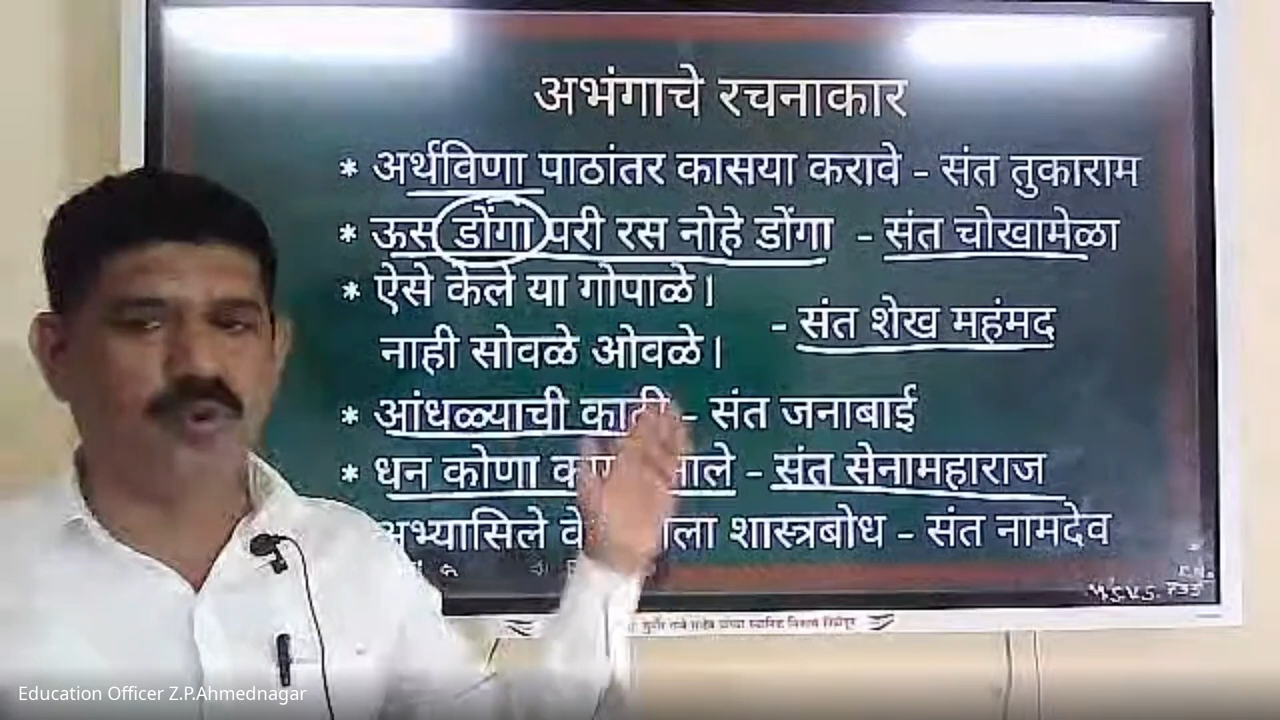 अभंगाचे रचनाकार
* अर्थविणा पाठांतर कासया करावे - संत तुकाराम
* ऊस डोंगा परी रस नोहे डोंगा - संत चोखामेळा
* ऐसे केले या गोपाळे।
नाही सोवळे ओवळे।
- संत शेख महंमद
* आंधळ्याची काठी - संत जनाबाई
* धन कोणा - संत सेनामहाराज
अभ्यासिले शास्त्रबोध - संत नामदेव
Education Officer Z.P.Ahmednagar